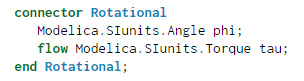 connector Rotational
Modelica.SIunits.Angle phi;
flow Modelica.SIunits.Torque tau;
end Rotational;